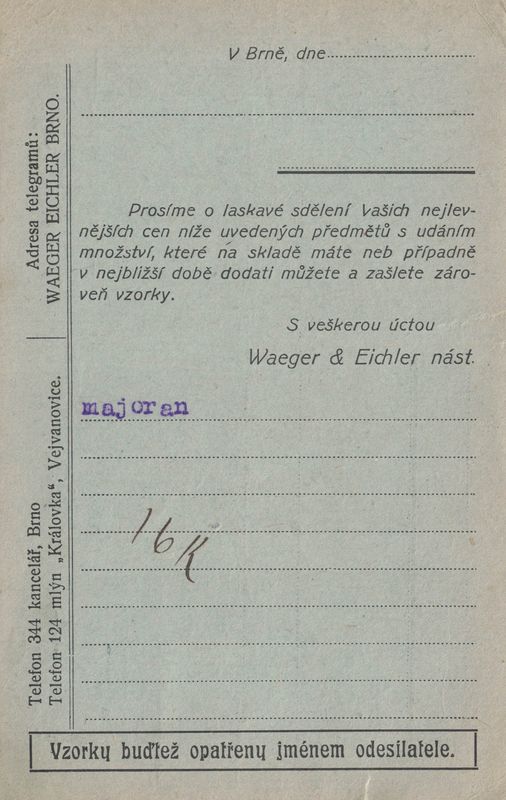 V Brně, dne
Prosíme o laskavé sdělení Vašich nejlev-
nějších cen níže uvedených předmětů s udáním
množství, které na skladě máte neb případně
v nejbližší době dodati můžete a zašlete záro-
veň vzorky.
S veškerou úctou
Waeger & Eichler nást.
majoran
16K
Adresa telegramů:
WAEGER EICHLER BRNO.
Telefon 344 kancelář, Brno
Telefon 124 mlýn „Královka“, Vejvanovice.
Vzorky buďtež opatřeny jménem odesílatele.